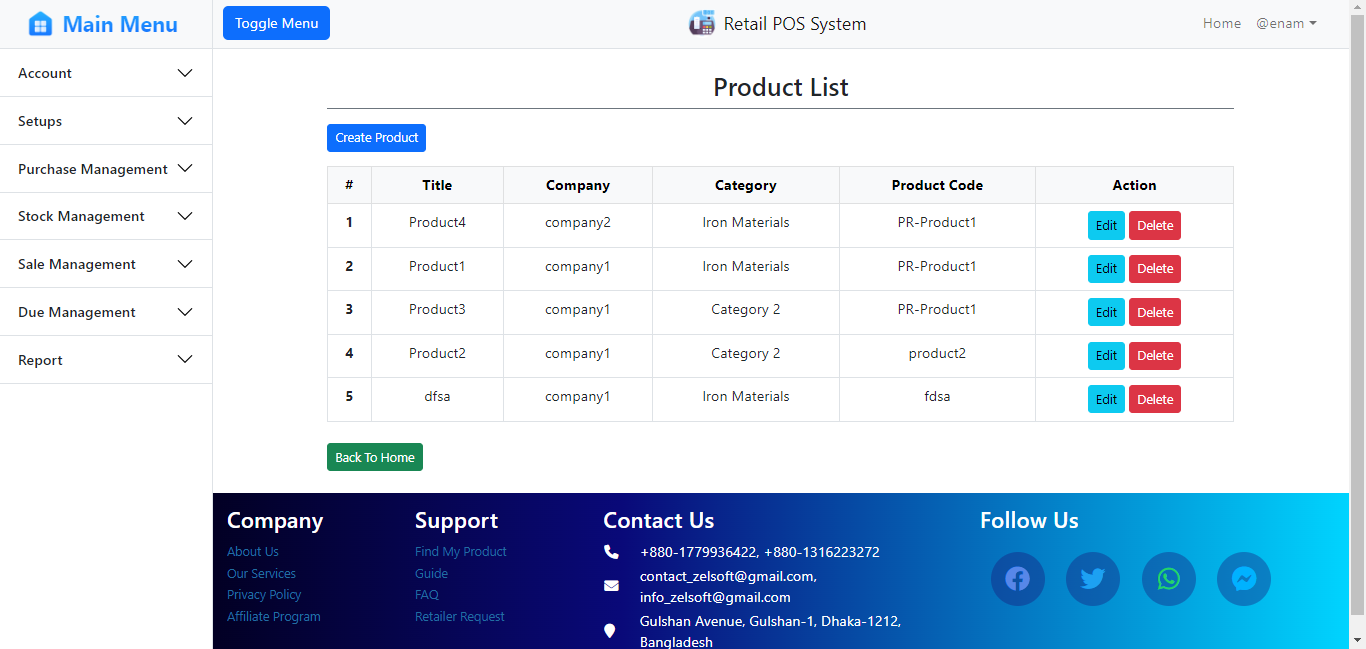 Main Menu
Toggle Menu
Retail POS System
Home @enam
Account
Setups
Purchase Management
Stock Management
Sale Management
Due Management
Report
Product List
Create Product
# Title Company Category Product Code Action
1 Product4 company2 Iron Materials PR-Product1 Edit Delete
2 Product1 company1 Iron Materials PR-Product1 Edit Delete
3 Product3 company1 Category 2 PR-Product1 Edit Delete
4 Product2 company1 Category 2 product2 Edit Delete
5 dfsa company1 Iron Materials fdsa Edit Delete
Back To Home
Company
About Us
Our Services
Privacy Policy
Affiliate Program
Support
Find My Product
Guide
FAQ
Retailer Request
Contact Us
+880-1779936422, +880-1316223272
contact_zelsoft@gmail.com,
info_zelsoft@gmail.com
Gulshan Avenue, Gulshan-1, Dhaka-1212,
Bangladesh
Follow Us